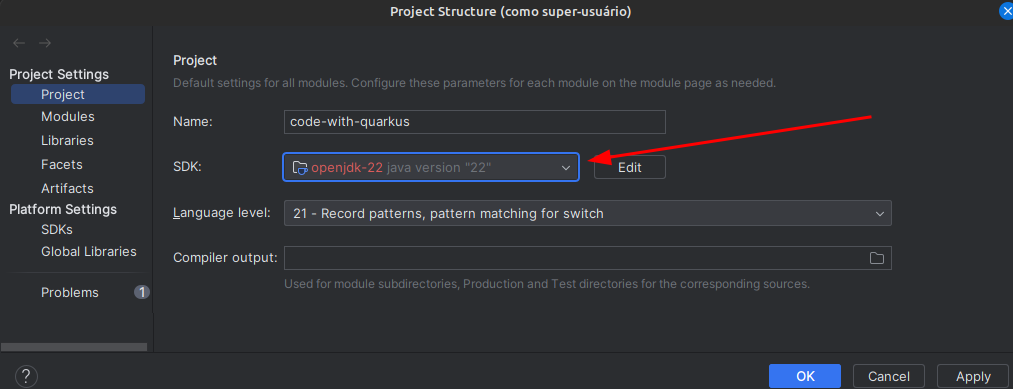 Project Structure (como super-usuário)
Project Settings
Project
Modules
Libraries
Facets
Artifacts
Platform Settings
SDKs
Global Libraries
Problems 1
Project
Default settings for all modules. Configure these parameters for each module on the module page as needed.
Name: code-with-quarkus
SDK: openjdk-22 java version "22" Edit
Language level: 21 - Record patterns, pattern matching for switch
Compiler output:
Used for module subdirectories, Production and Test directories for the corresponding sources.
? OK Cancel Apply